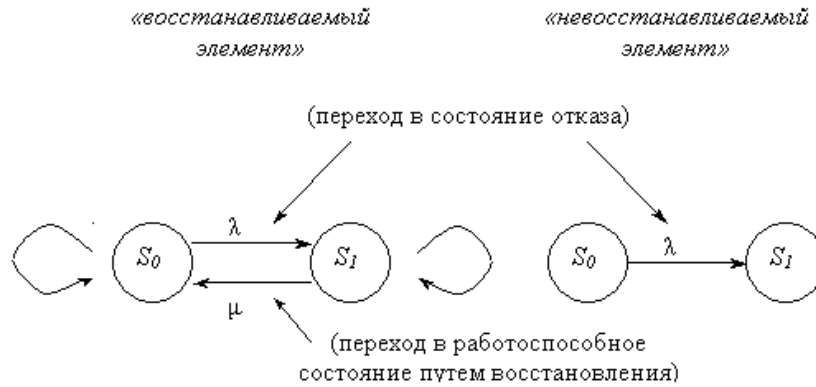 «восстанавливаемый
элемент»
«невосстанавливаемый
элемент»
(переход в состояние отказа)
λ
S0
S1
μ
S0
λ
S1
(переход в работоспособное
состояние путем восстановления)